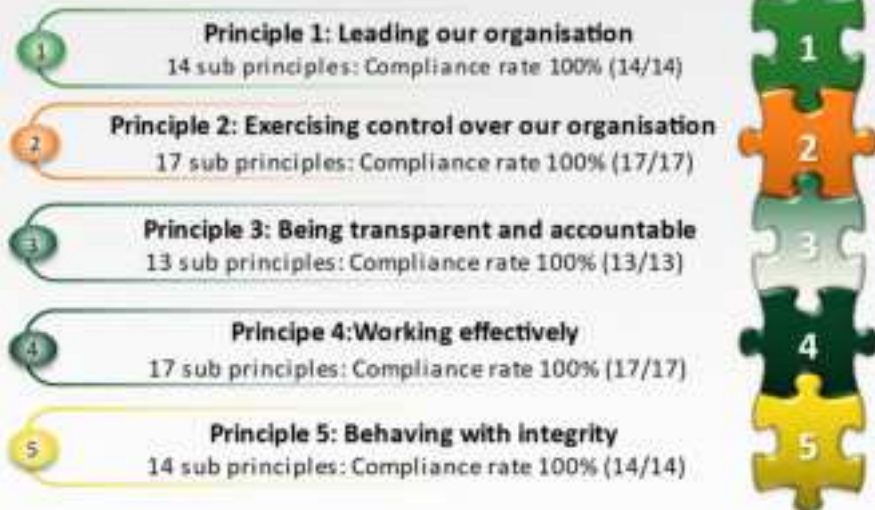 1
Principle 1: Leading our organisation
14 sub principles: Compliance rate 100% (14/14)
1
2
Principle 2: Exercising control over our organisation
17 sub principles: Compliance rate 100% (17/17)
2
3
Principle 3: Being transparent and accountable
13 sub principles: Compliance rate 100% (13/13)
3
4
Principe 4:Working effectively
17 sub principles: Compliance rate 100% (17/17)
4
5
Principle 5: Behaving with integrity
14 sub principles: Compliance rate 100% (14/14)
5